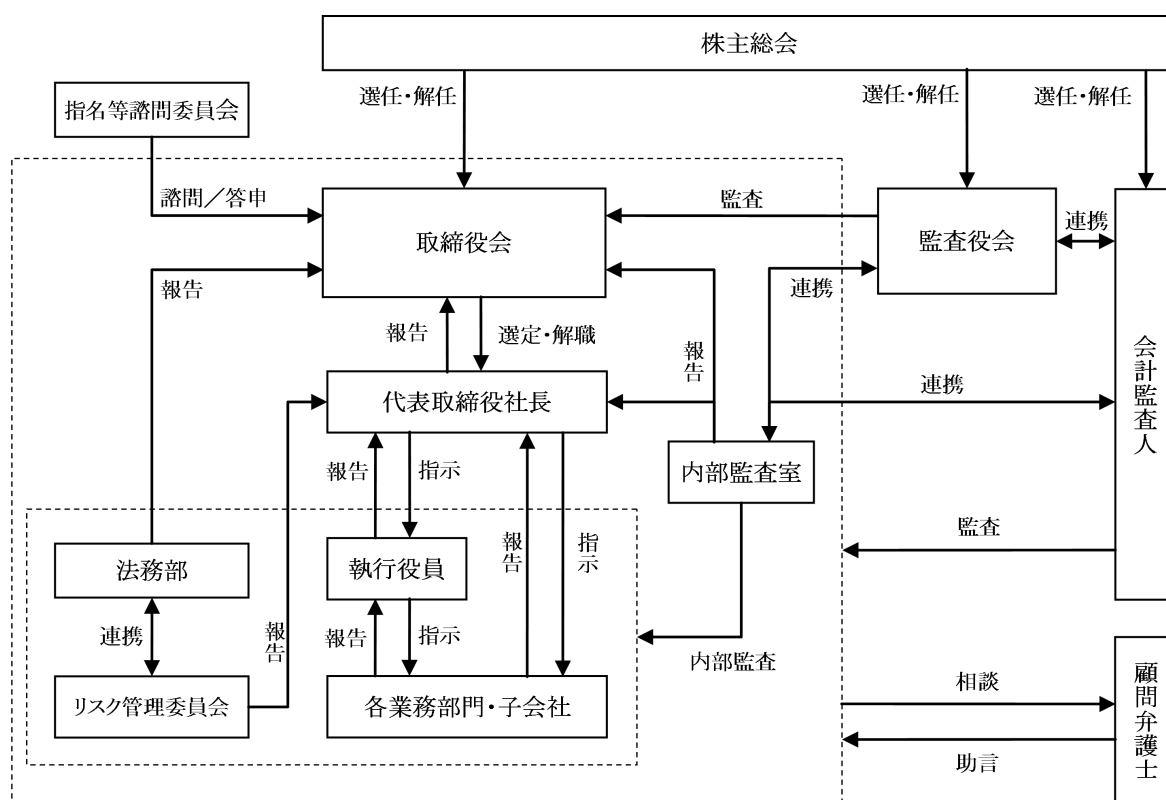 株主総会
選任・解任
選任・解任
選任・解任
指名等諮問委員会
諮問／答申
監査
取締役会
監査役会
連携
報告
連携
報告
選定・解職
報告
会計監査人
代表取締役社長
連携
報告
指示
内部監査室
報告
指示
監査
法務部
執行役員
連携
報告
報告
指示
内部監査
リスク管理委員会
各業務部門・子会社
相談
顧問弁護士
助言